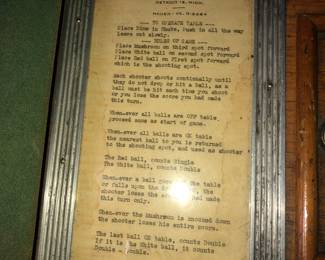 DETROIT 16, MICH.
--- TO OPERATE TABLE ---
Place Dime in Chute, Push in all the way
Leave out slowly.
--- RULES OF GAME ---
Place Mushroom on third spot forward
Place White ball on second spot forward
Place Red ball on First spot forward
which is the shooting spot.
Each shooter shoots continually until
they do not drop or hit a ball, as a
ball must be hit each time you shoot
or you lose the score you had made
this turn.
When-ever all balls are OFF table
proceed same as start of game.
When-ever all balls are ON table
the nearest ball to you is returned
to the shooting spot, and used as shooter
The Red ball, counts Single
The White ball, counts Double
When-ever a ball the table
or falls upon the the
shooter loses the score made
this turn only.
When-ever the Mushroom is knocked down
the shooter loses his entire score.
The last ball ON table, counts Double
If it is the White ball, it counts
Double - Double.